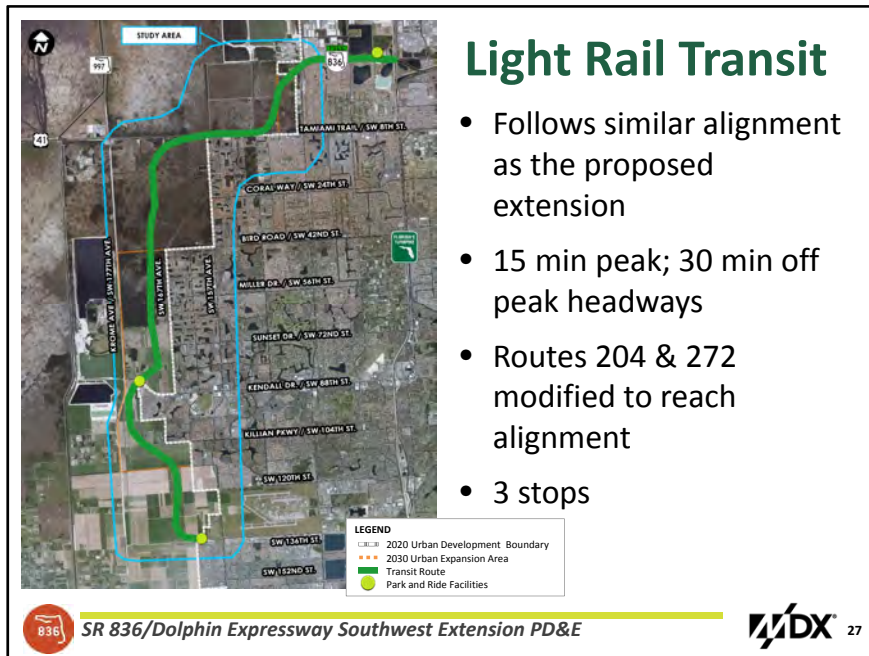 Light Rail Transit
• Follows similar alignment
as the proposed
extension
• 15 min peak; 30 min off
peak headways
• Routes 204 & 272
modified to reach
alignment
• 3 stops
N
STUDY AREA
997
TOLL
836
41
TAMIAMI TRAIL / SW 8TH ST.
CORAL WAY / SW 24TH ST.
BIRD ROAD / SW 42ND ST.
MILLER DR. / SW 56TH ST.
SUNSET DR. / SW 72ND ST.
KENDALL DR. / SW 88TH ST.
KILLIAN PKWY / SW 104TH ST.
SW 120TH ST.
SW 136TH ST.
SW 152ND ST.
KROME AVE / SW 177TH AVE.
SW 167TH AVE.
SW 157TH AVE.
LEGEND
2020 Urban Development Boundary
2030 Urban Expansion Area
Transit Route
Park and Ride Facilities
836
SR 836/Dolphin Expressway Southwest Extension PD&E
MDX
27